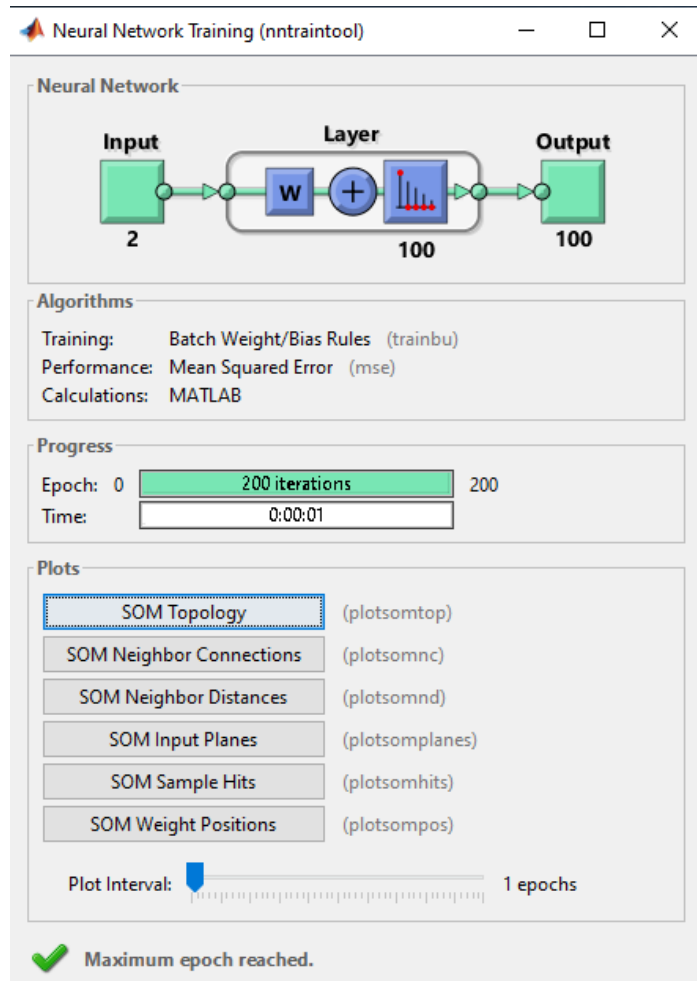 Neural Network Training (nntraintool)
Neural Network
Input
Layer
Output
W
2
100
100
Algorithms
Training: Batch Weight/Bias Rules (trainbu)
Performance: Mean Squared Error (mse)
Calculations: MATLAB
Progress
Epoch: 0 200 iterations 200
Time: 0:00:01
Plots
SOM Topology (plotsomtop)
SOM Neighbor Connections (plotsomnc)
SOM Neighbor Distances (plotsomnd)
SOM Input Planes (plotsomplanes)
SOM Sample Hits (plotsomhits)
SOM Weight Positions (plotsompos)
Plot Interval: 1 epochs
Maximum epoch reached.